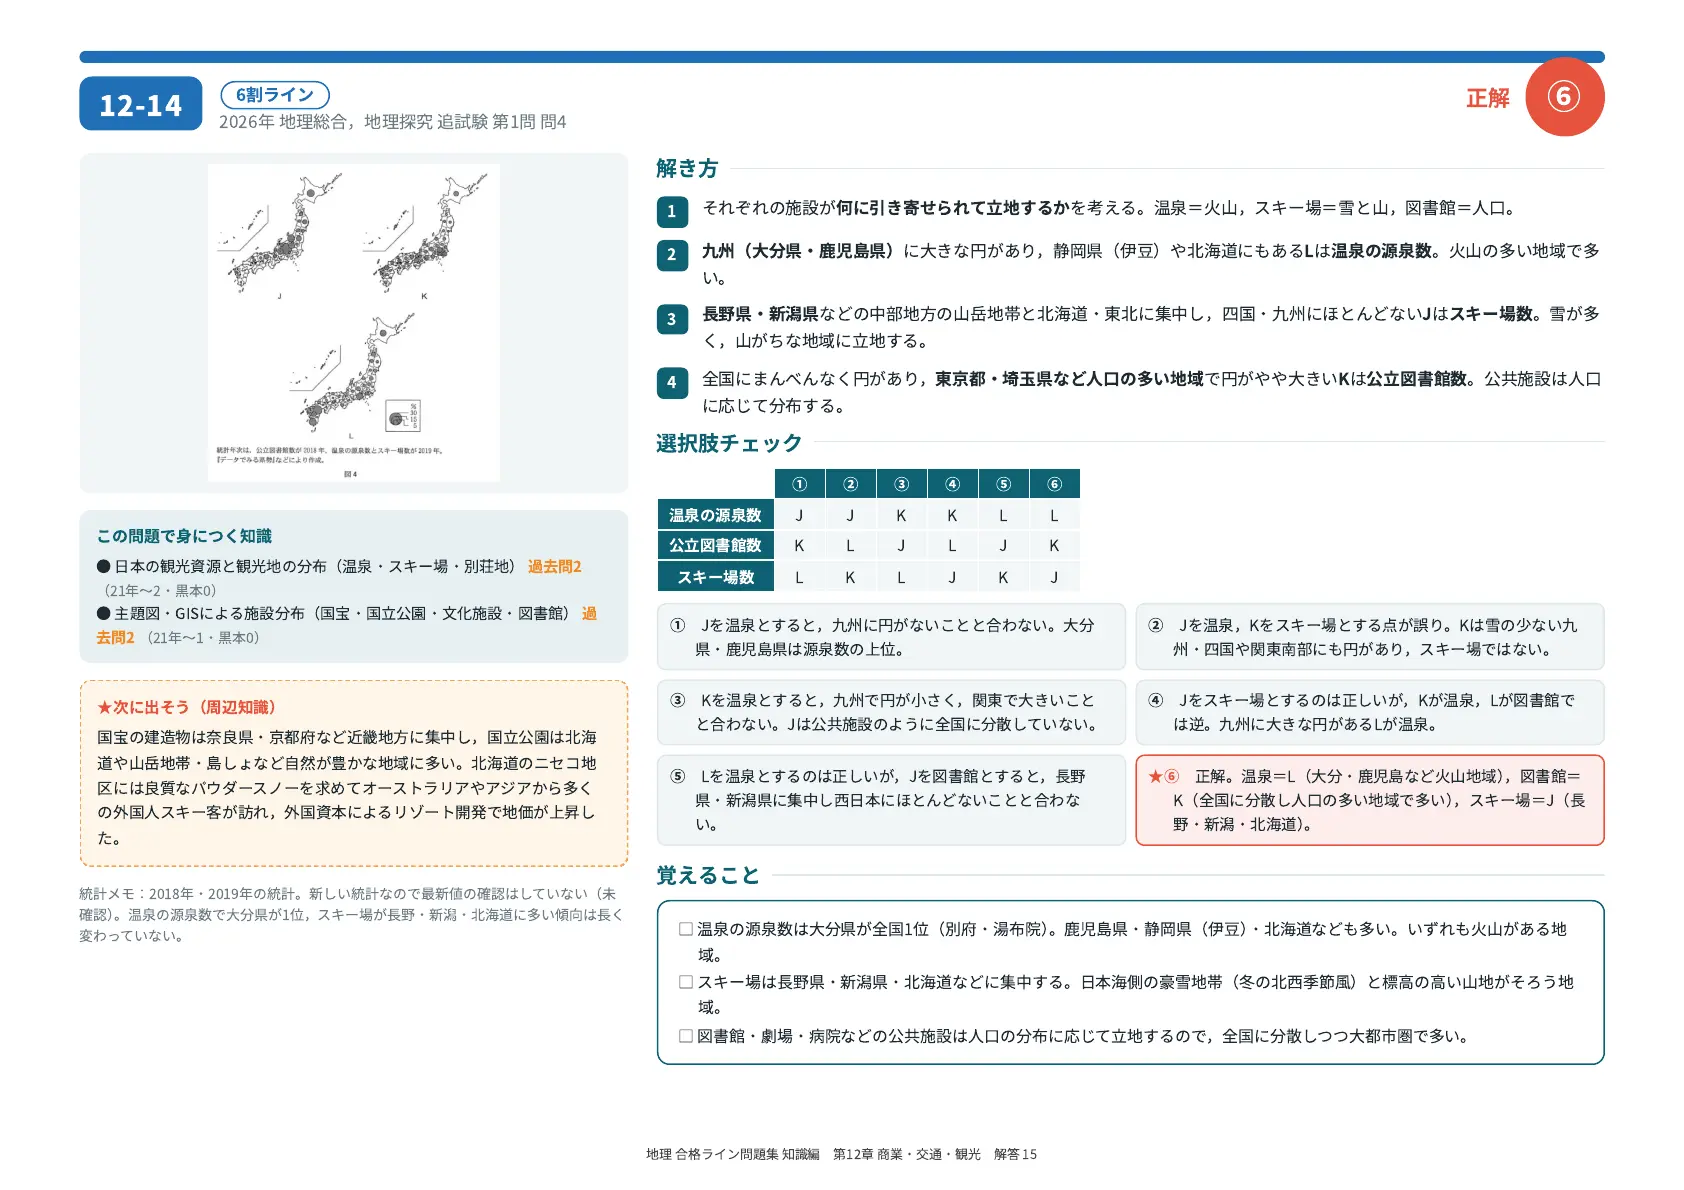 12-14
6割ライン
2026年 地理総合，地理探究 追試験 第1問 問4
正解
⑥
J
K
L
%
30
15
5
統計年次は，公立図書館数が 2018 年，温泉の源泉数とスキー場数が 2019 年。
『データでみる県勢』などにより作成。
図 4
この問題で身につく知識
● 日本の観光資源と観光地の分布（温泉・スキー場・別荘地） 過去問2
（21年〜2・黒本0）
● 主題図・GISによる施設分布（国宝・国立公園・文化施設・図書館） 過
去問2 （21年〜1・黒本0）
★次に出そう（周辺知識）
国宝の建造物は奈良県・京都府など近畿地方に集中し，国立公園は北海
道や山岳地帯・島しょなど自然が豊かな地域に多い。北海道のニセコ地
区には良質なパウダースノーを求めてオーストラリアやアジアから多く
の外国人スキー客が訪れ，外国資本によるリゾート開発で地価が上昇し
た。
統計メモ：2018年・2019年の統計。新しい統計なので最新値の確認はしていない（未
確認）。温泉の源泉数で大分県が1位，スキー場が長野・新潟・北海道に多い傾向は長く
変わっていない。
解き方
1 それぞれの施設が何に引き寄せられて立地するかを考える。温泉＝火山，スキー場＝雪と山，図書館＝人口。
2 九州（大分県・鹿児島県）に大きな円があり，静岡県（伊豆）や北海道にもあるLは温泉の源泉数。火山の多い地域で多
い。
3 長野県・新潟県などの中部地方の山岳地帯と北海道・東北に集中し，四国・九州にほとんどないJはスキー場数。雪が多
く，山がちな地域に立地する。
4 全国にまんべんなく円があり，東京都・埼玉県など人口の多い地域で円がやや大きいKは公立図書館数。公共施設は人口
に応じて分布する。
選択肢チェック
① ② ③ ④ ⑤ ⑥
温泉の源泉数 J J K K L L
公立図書館数 K L J L J K
スキー場数 L K L J K J
① Jを温泉とすると，九州に円がないことと合わない。大分
県・鹿児島県は源泉数の上位。
② Jを温泉，Kをスキー場とする点が誤り。Kは雪の少ない九
州・四国や関東南部にも円があり，スキー場ではない。
③ Kを温泉とすると，九州で円が小さく，関東で大きいこと
と合わない。Jは公共施設のように全国に分散していない。
④ Jをスキー場とするのは正しいが，Kが温泉，Lが図書館で
は逆。九州に大きな円があるLが温泉。
⑤ Lを温泉とするのは正しいが，Jを図書館とすると，長野
県・新潟県に集中し西日本にほとんどないことと合わな
い。
★⑥ 正解。温泉＝L（大分・鹿児島など火山地域），図書館＝
K（全国に分散し人口の多い地域で多い），スキー場＝J（長
野・新潟・北海道）。
覚えること
□ 温泉の源泉数は大分県が全国1位（別府・湯布院）。鹿児島県・静岡県（伊豆）・北海道なども多い。いずれも火山がある地
域。
□ スキー場は長野県・新潟県・北海道などに集中する。日本海側の豪雪地帯（冬の北西季節風）と標高の高い山地がそろう地
域。
□ 図書館・劇場・病院などの公共施設は人口の分布に応じて立地するので，全国に分散しつつ大都市圏で多い。
地理 合格ライン問題集 知識編 第12章 商業・交通・観光 解答 15